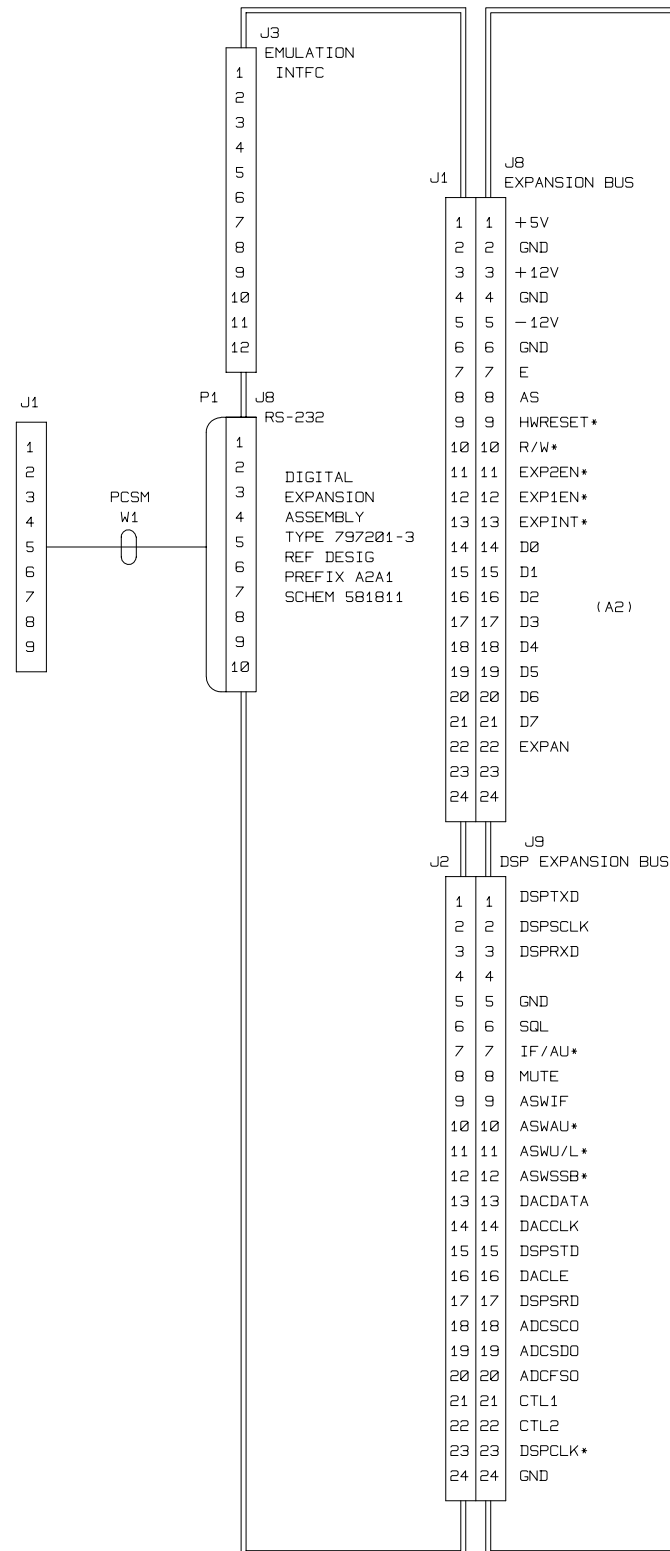 J3
EMULATION
INTFC
1
2
3
4
5
6
7
8
9
10
11
12
P1
J8
RS-232
1
2
3
4
5
6
7
8
9
10
J1
1
2
3
4
5
6
7
8
9
PCSM
W1
DIGITAL
EXPANSION
ASSEMBLY
TYPE 797201-3
REF DESIG
PREFIX A2A1
SCHEM 581811
J1
J8
EXPANSION BUS
1 1 +5V
2 2 GND
3 3 +12V
4 4 GND
5 5 -12V
6 6 GND
7 7 E
8 8 AS
9 9 HWRESET*
10 10 R/W*
11 11 EXP2EN*
12 12 EXP1EN*
13 13 EXPINT*
14 14 D0
15 15 D1
16 16 D2
(A2)
17 17 D3
18 18 D4
19 19 D5
20 20 D6
21 21 D7
22 22 EXPAN
23 23
24 24
J2
J9
DSP EXPANSION BUS
1 1 DSPTXD
2 2 DSPSCLK
3 3 DSPRXD
4 4
5 5 GND
6 6 SQL
7 7 IF/AU*
8 8 MUTE
9 9 ASWIF
10 10 ASWAU*
11 11 ASWU/L*
12 12 ASWSSB*
13 13 DACDATA
14 14 DACCLK
15 15 DSPSTD
16 16 DACLE
17 17 DSPSRD
18 18 ADCSCO
19 19 ADCSDO
20 20 ADCFSO
21 21 CTL1
22 22 CTL2
23 23 DSPCLK*
24 24 GND